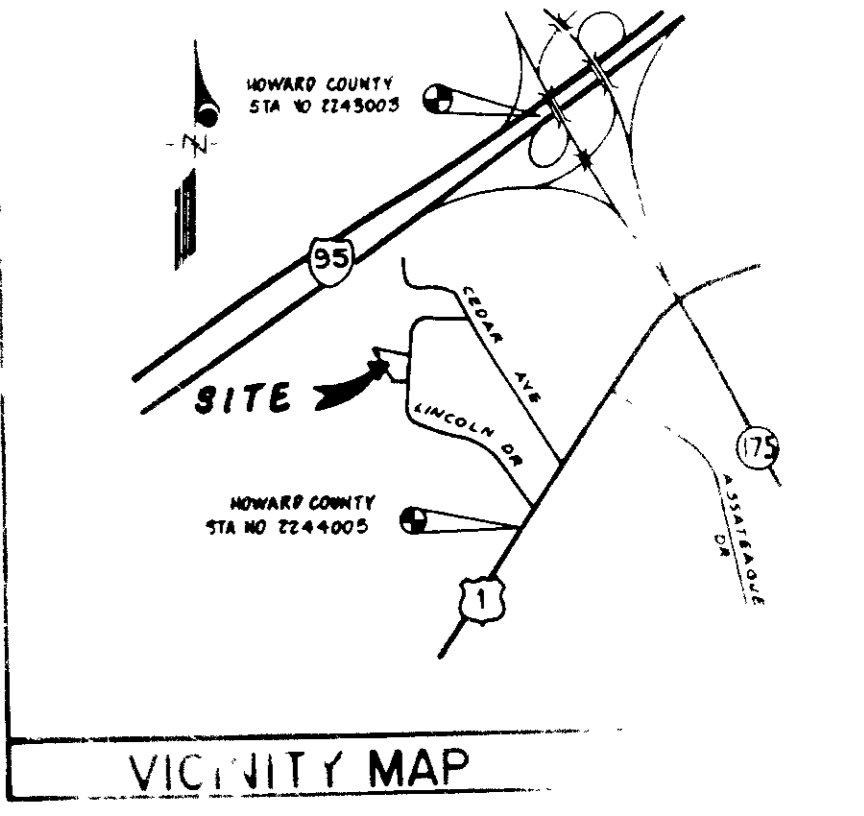 HOWARD COUNTY
STA NO 2243003
N
95
CEDAR AVE
SITE
LINCOLN DR
175
HOWARD COUNTY
STA NO 2244005
ASSATEAGUE
DR
1
VICINITY MAP